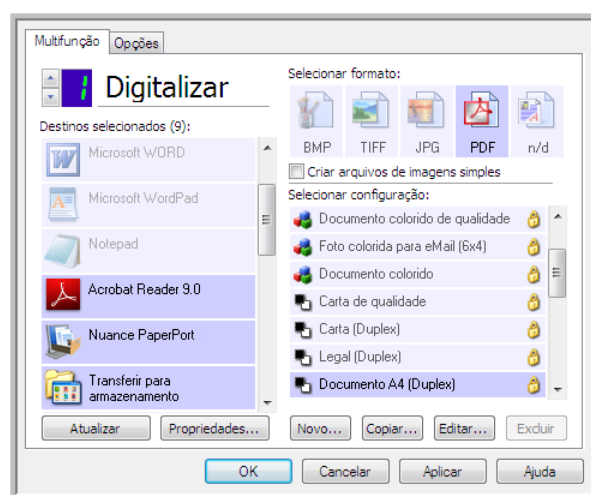 Multifunção
Opções
1 Digitalizar
Destinos selecionados (9):
Microsoft WORD
Microsoft WordPad
Notepad
Acrobat Reader 9.0
Nuance PaperPort
Transferir para
armazenamento
Atualizar
Propriedades...
Selecionar formato:
BMP
TIFF
JPG
PDF
n/d
Criar arquivos de imagens simples
Selecionar configuração:
Documento colorido de qualidade
Foto colorida para eMail (6x4)
Documento colorido
Carta de qualidade
Carta (Duplex)
Legal (Duplex)
Documento A4 (Duplex)
Novo...
Copiar...
Editar...
Excluir
OK
Cancelar
Aplicar
Ajuda